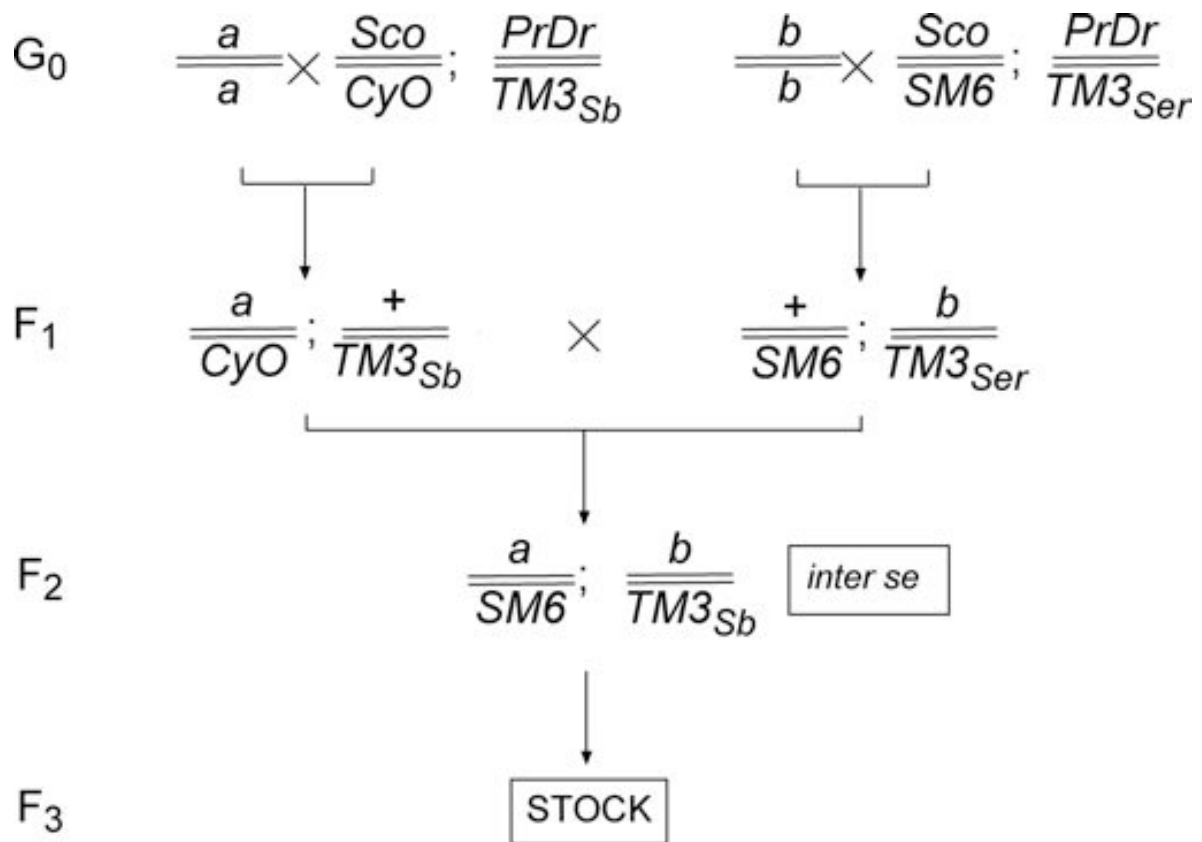 G0 a Sco PrDr b Sco PrDr
a × CyO ; TM3Sb b × SM6 ; TM3Ser
F1 a + + b
CyO ; TM3Sb × SM6 ; TM3Ser
F2 a b inter se
SM6 ; TM3Sb
F3 STOCK